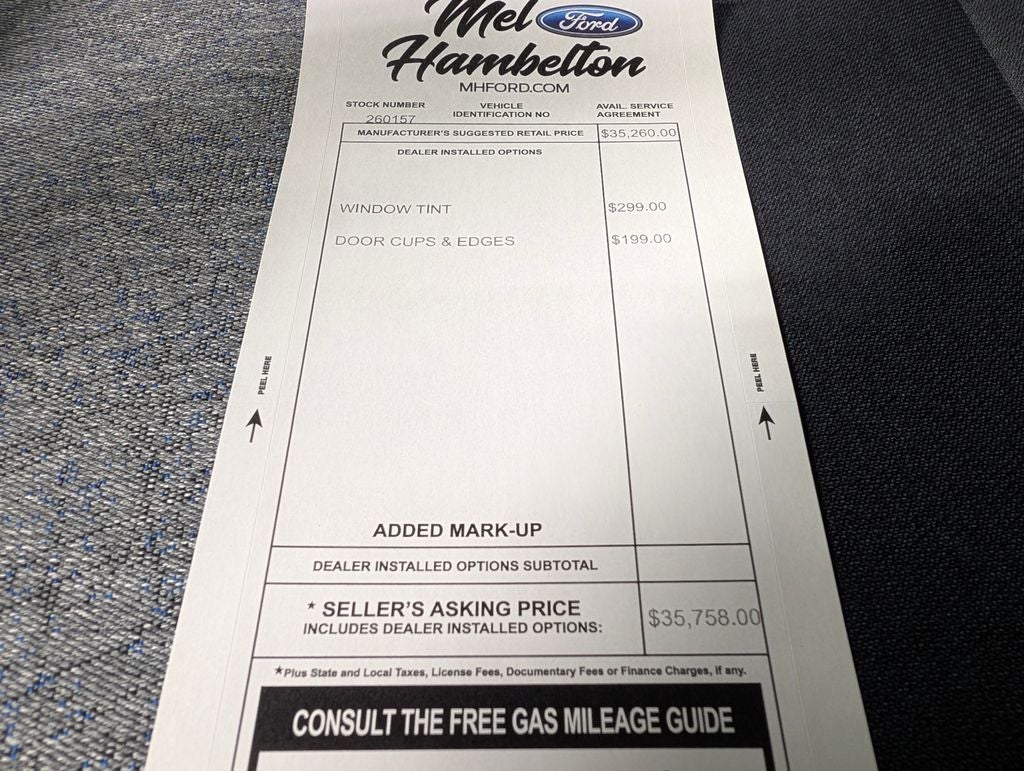 Mel Ford
Hambelton
MHFORD.COM
STOCK NUMBER
260157
VEHICLE
IDENTIFICATION NO
AVAIL. SERVICE
AGREEMENT
MANUFACTURER'S SUGGESTED RETAIL PRICE $35,260.00
DEALER INSTALLED OPTIONS
WINDOW TINT $299.00
DOOR CUPS & EDGES $199.00
PEEL HERE
PEEL HERE
ADDED MARK-UP
DEALER INSTALLED OPTIONS SUBTOTAL
* SELLER'S ASKING PRICE
INCLUDES DEALER INSTALLED OPTIONS:
$35,758.00
*Plus State and Local Taxes, License Fees, Documentary Fees or Finance Charges, if any.
CONSULT THE FREE GAS MILEAGE GUIDE